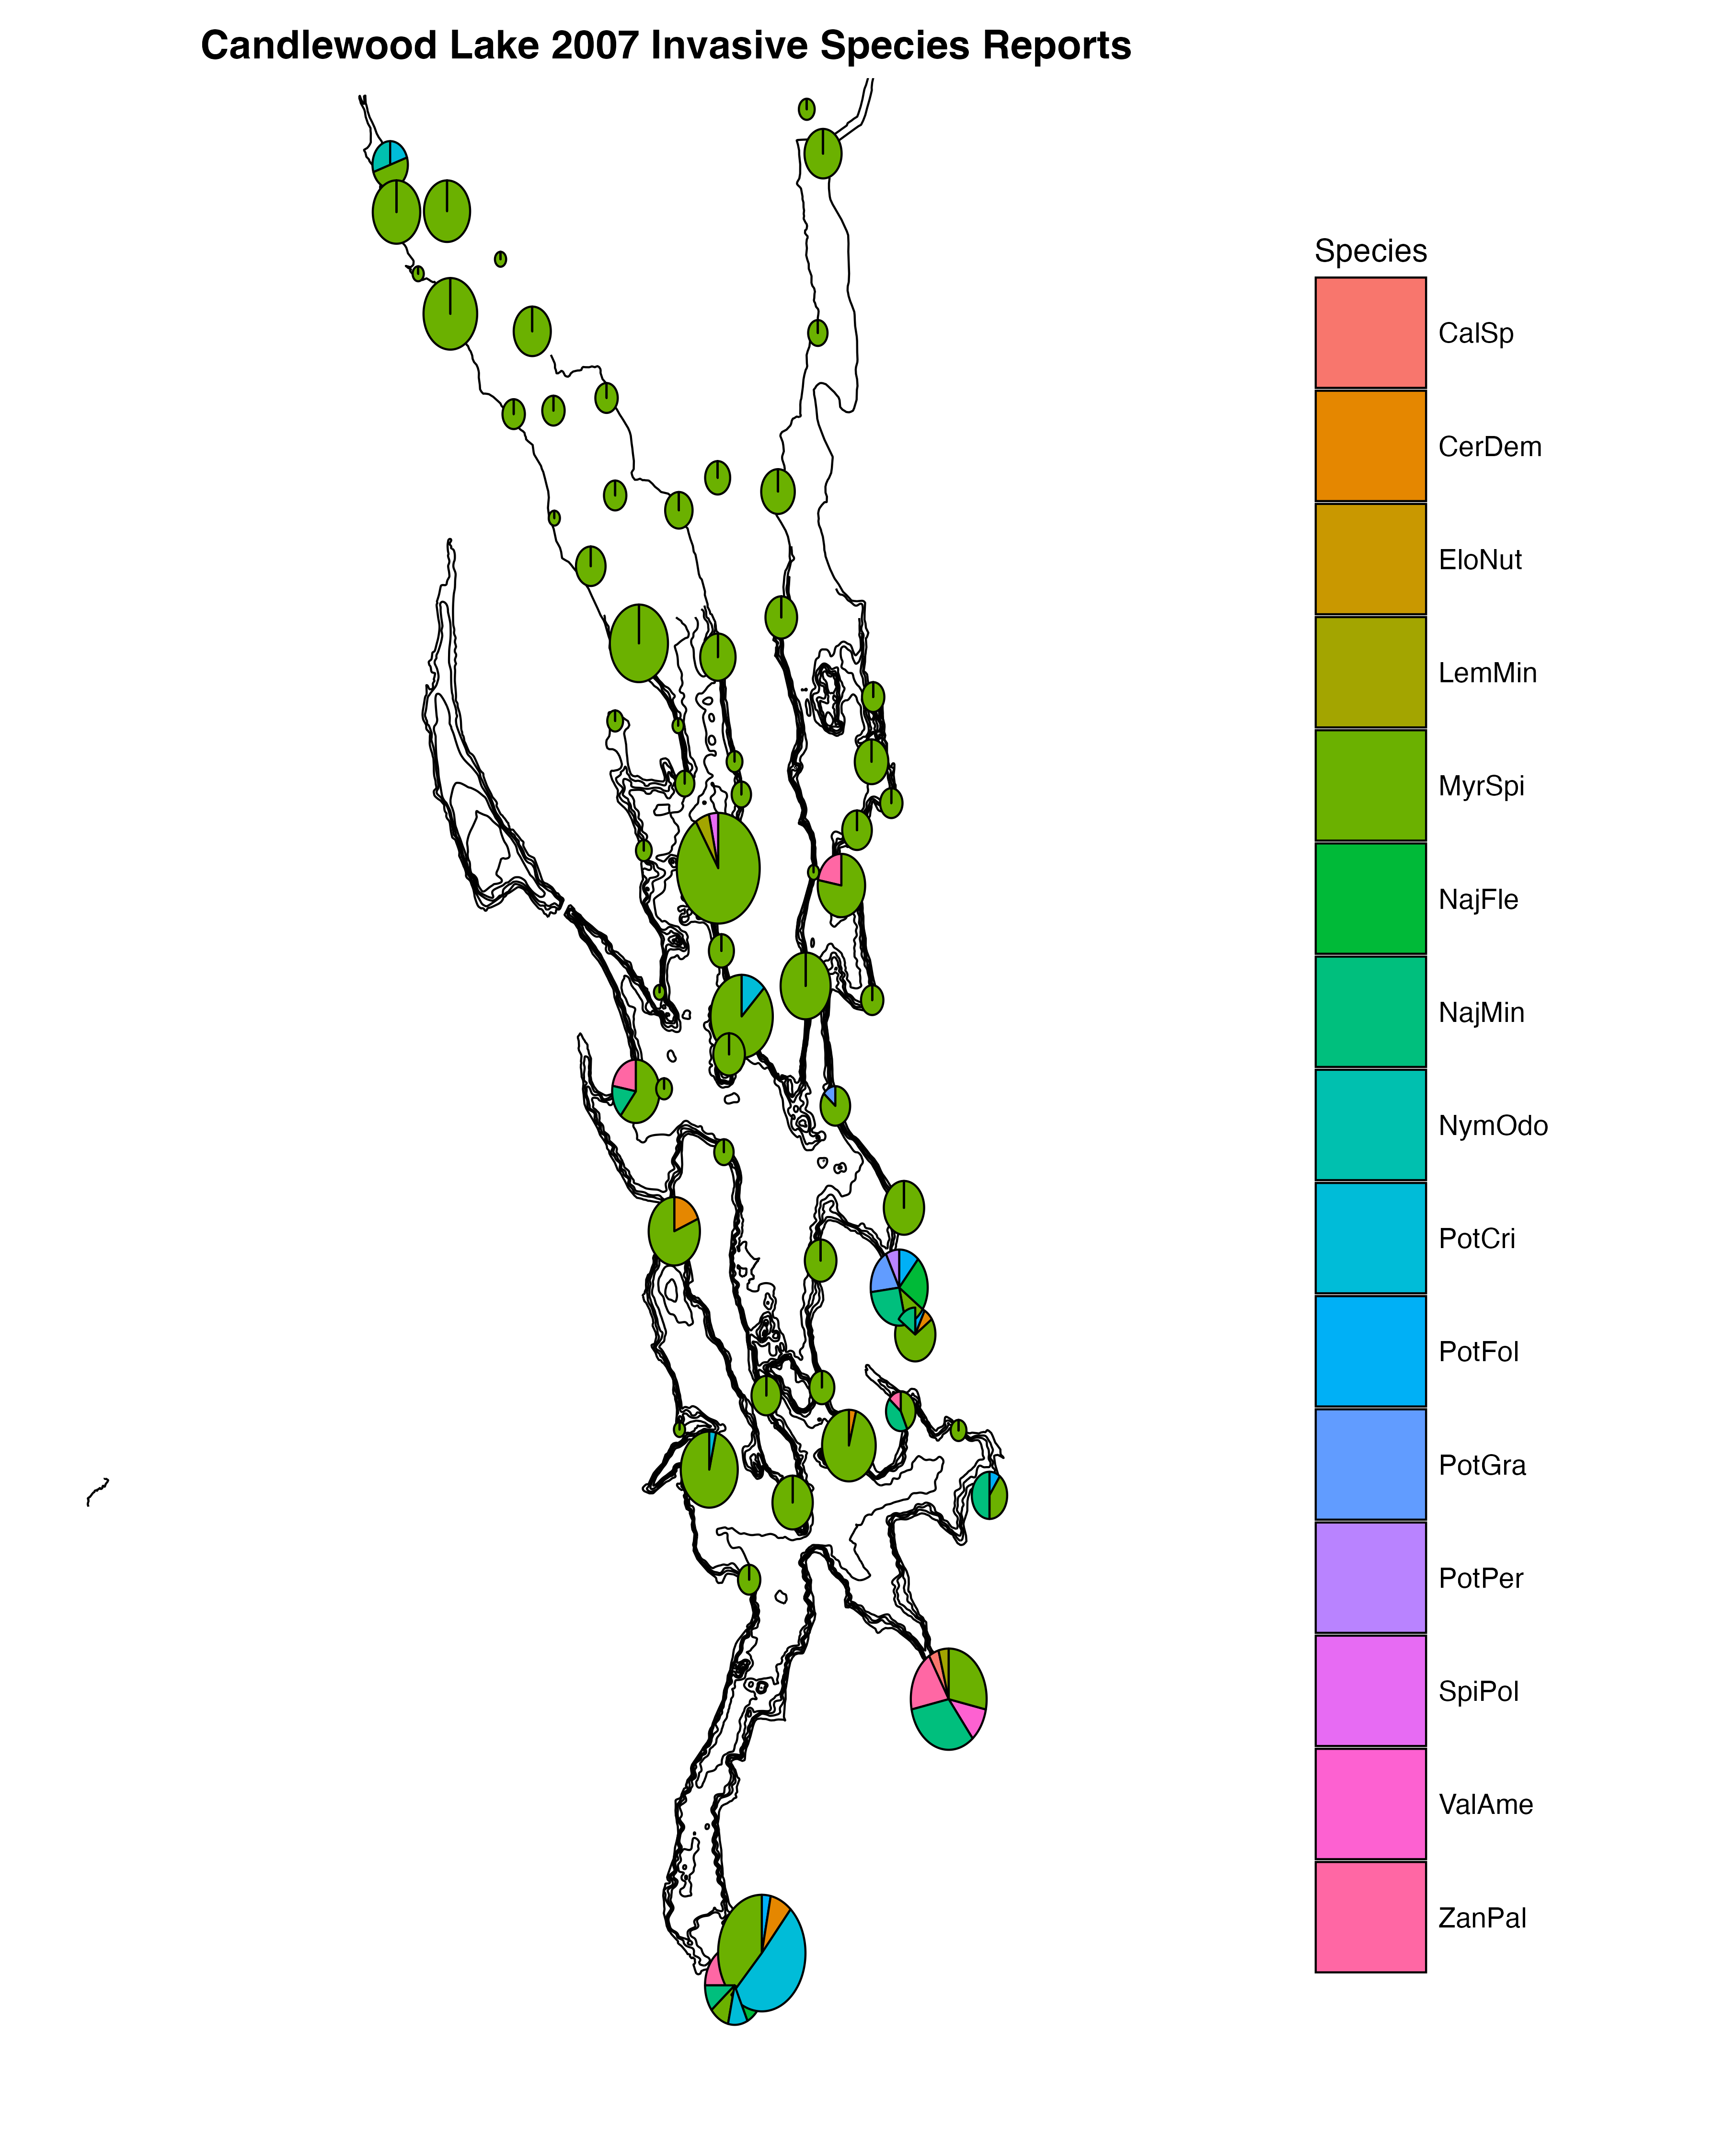 Candlewood Lake 2007 Invasive Species Reports
Species
CalSp
CerDem
EloNut
LemMin
MyrSpi
NajFle
NajMin
NymOdo
PotCri
PotFol
PotGra
PotPer
SpiPol
ValAme
ZanPal